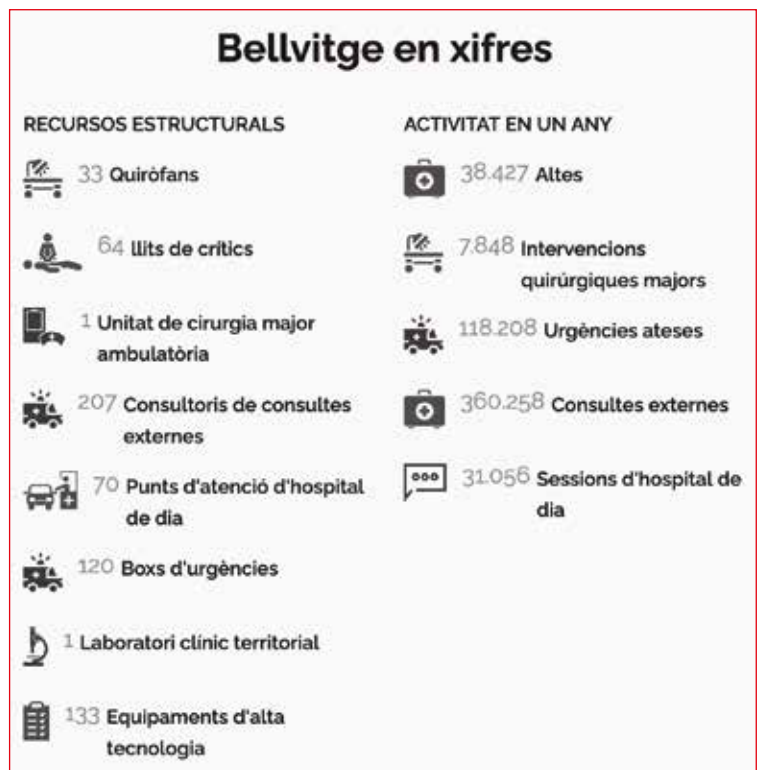 Bellvitge en xifres
RECURSOS ESTRUCTURALS
33 Quiròfans
64 llits de crítics
1 Unitat de cirurgia major
ambulatòria
207 Consultoris de consultes
externes
70 Punts d'atenció d'hospital
de dia
120 Boxs d'urgències
1 Laboratori clínic territorial
133 Equipaments d'alta
tecnologia
ACTIVITAT EN UN ANY
38.427 Altes
7.848 Intervencions
quirúrgiques majors
118.208 Urgències ateses
360.258 Consultes externes
31.056 Sessions d'hospital de
dia